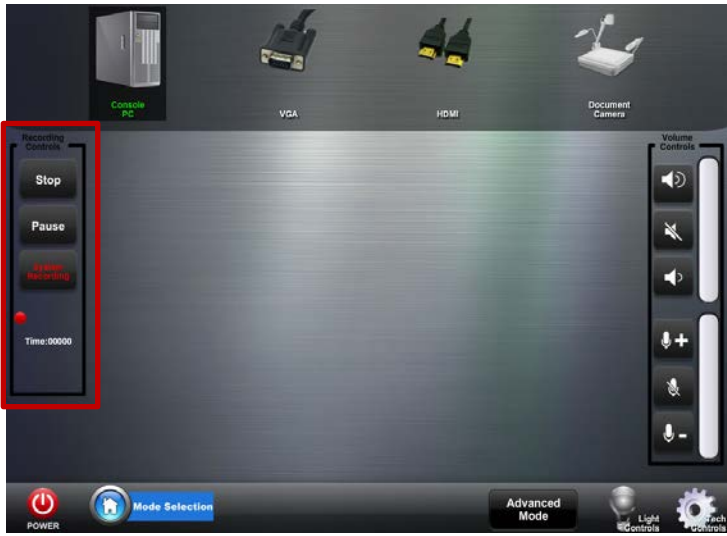 Console
PC
VGA
HDMI
Document
Camera
Recording
Controls
Stop
Pause
Recording
Time:00000
Volume
Controls
POWER
Mode Selection
Advanced
Mode
Light
Controls
Tech
Controls